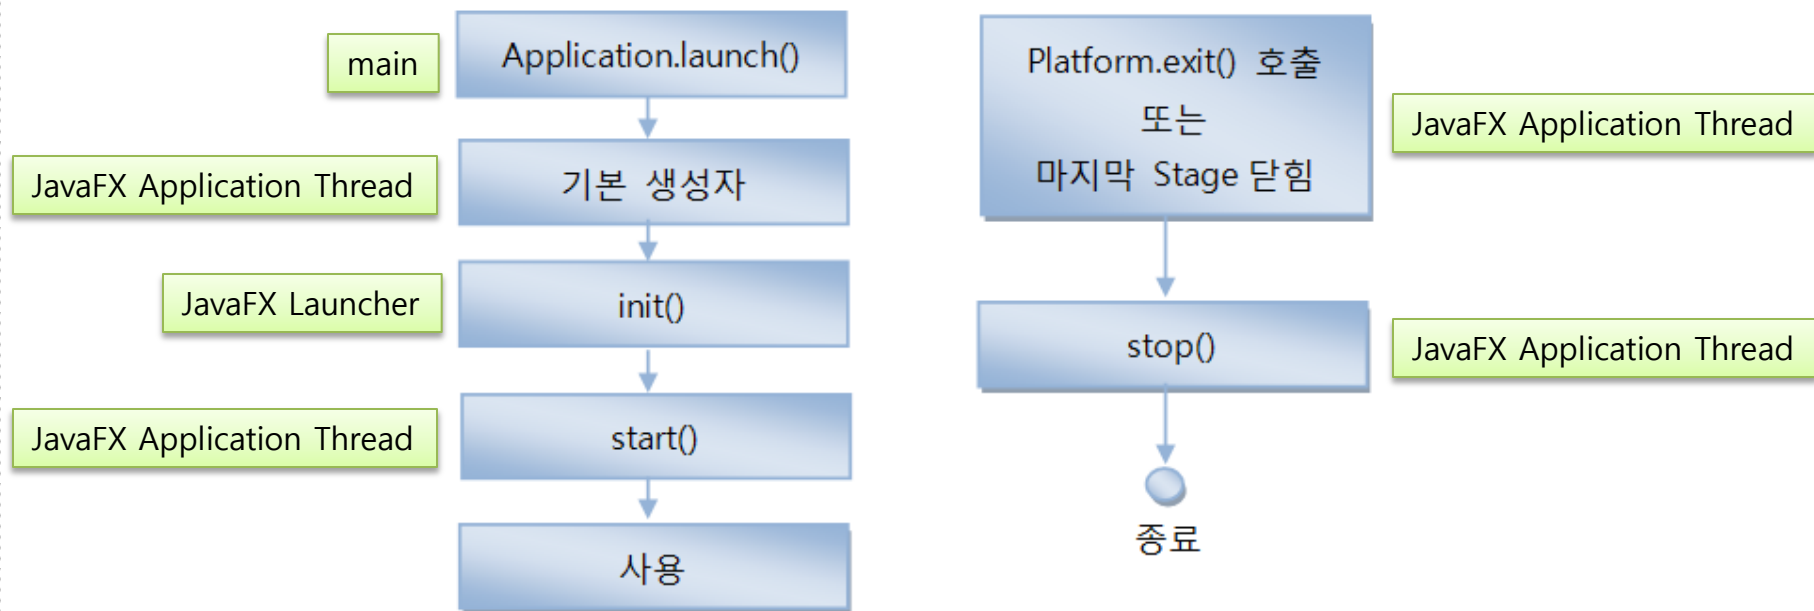 main
Application.launch()
JavaFX Application Thread
기본 생성자
JavaFX Launcher
init()
JavaFX Application Thread
start()
사용
Platform.exit() 호출
또는
마지막 Stage 닫힘
JavaFX Application Thread
stop()
JavaFX Application Thread
종료